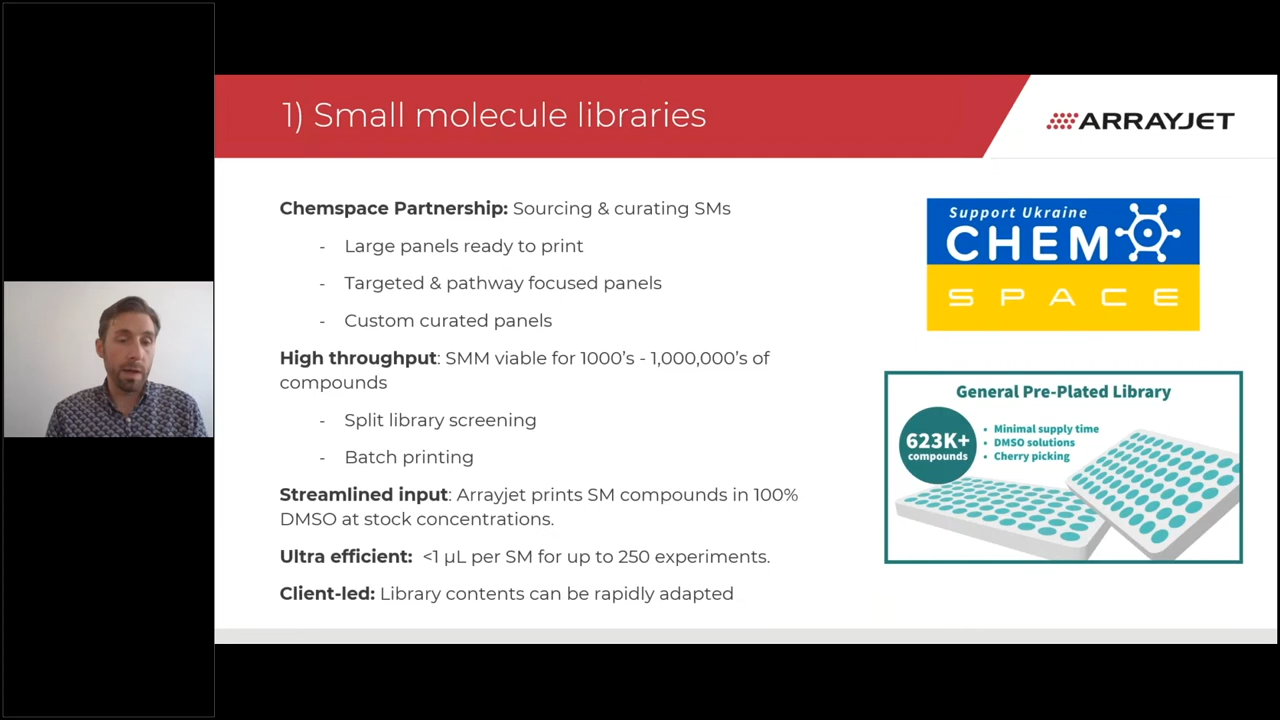 1) Small molecule libraries
ARRAYJET
Chemspace Partnership: Sourcing & curating SMs
- Large panels ready to print
- Targeted & pathway focused panels
- Custom curated panels
High throughput: SMM viable for 1000's - 1,000,000's of
compounds
- Split library screening
- Batch printing
Streamlined input: Arrayjet prints SM compounds in 100%
DMSO at stock concentrations.
Ultra efficient: <1 µL per SM for up to 250 experiments.
Client-led: Library contents can be rapidly adapted
Support Ukraine
CHEM
SPACE
General Pre-Plated Library
623K+
compounds
• Minimal supply time
• DMSO solutions
• Cherry picking